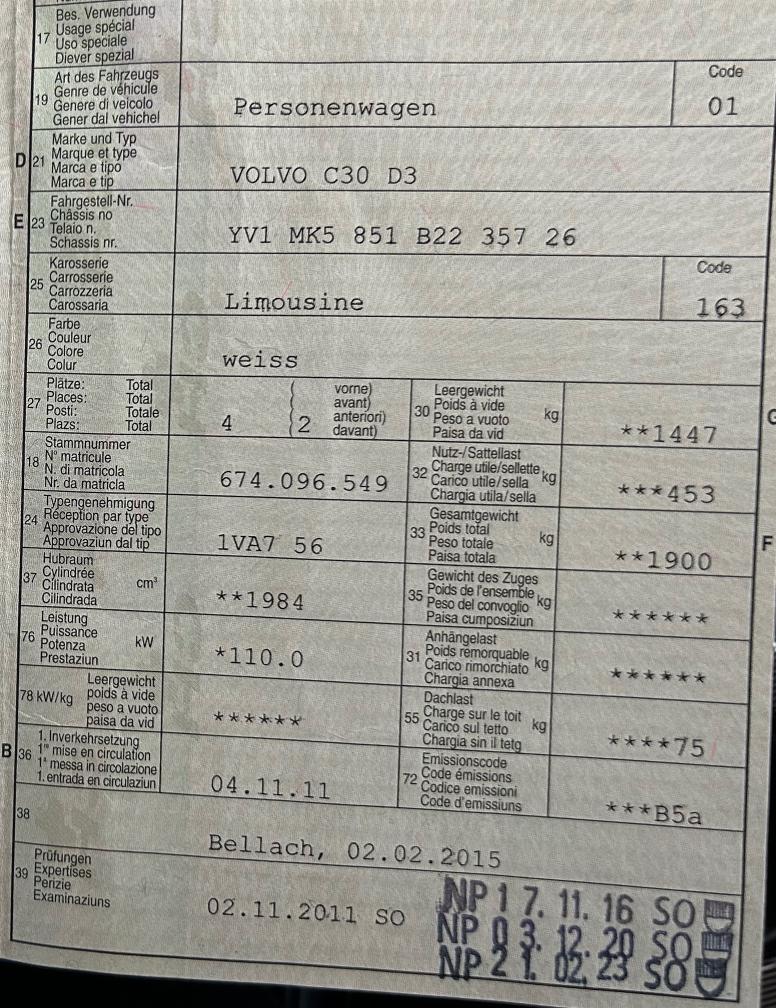 17 Bes. Verwendung
Usage spécial
Uso speciale
Diever spezial
19 Art des Fahrzeugs
Genre de véhicule
Genere di veicolo
Gener dal vehichel
Personenwagen
Code
01
D 21 Marke und Typ
Marque et type
Marca e tipo
Marca e tip
VOLVO C30 D3
E 23 Fahrgestell-Nr.
Châssis no
Telaio n.
Schassis nr.
YV1 MK5 851 B22 357 26
25 Karosserie
Carrosserie
Carrozzeria
Carossaria
Limousine
Code
163
26 Farbe
Couleur
Colore
Colur
weiss
27 Plätze: Total
Places: Total
Posti: Totale
Plazs: Total
4 ( 2 vorne)
avant)
anteriori)
davant)
30 Leergewicht
Poids à vide
Peso a vuoto
Paisa da vid
kg
**1447
G
18 Stammnummer
N° matricule
N. di matricola
Nr. da matricla
674.096.549
32 Nutz-/Sattellast
Charge utile/sellette
Carico utile/sella
Chargia utila/sella
kg
***453
24 Typengenehmigung
Réception par type
Approvazione del tipo
Approvaziun dal tip
1VA7 56
33 Gesamtgewicht
Poids total
Peso totale
Paisa totala
kg
**1900
F
37 Hubraum
Cylindrée
Cilindrata
Cilindrada
cm³
**1984
35 Gewicht des Zuges
Poids de l'ensemble
Peso del convoglio
Paisa cumposiziun
kg
******
76 Leistung
Puissance
Potenza
Prestaziun
kW
*110.0
31 Anhängelast
Poids remorquable
Carico rimorchiato
Chargia annexa
kg
******
78 kW/kg Leergewicht
poids à vide
peso a vuoto
paisa da vid
******
55 Dachlast
Charge sur le toit
Carico sul tetto
Chargia sin il tetg
kg
****75
B 36 1. Inverkehrsetzung
1re mise en circulation
1a messa in circolazione
1. entrada en circulaziun
04.11.11
72 Emissionscode
Code émissions
Codice emissioni
Code d'emissiuns
***B5a
38
Bellach, 02.02.2015
39 Prüfungen
Expertises
Perizie
Examinaziuns
02.11.2011 SO
NP 1 7. 11. 16 SO
NP 0 3. 12. 20 SO
NP 2 1. 02. 23 SO